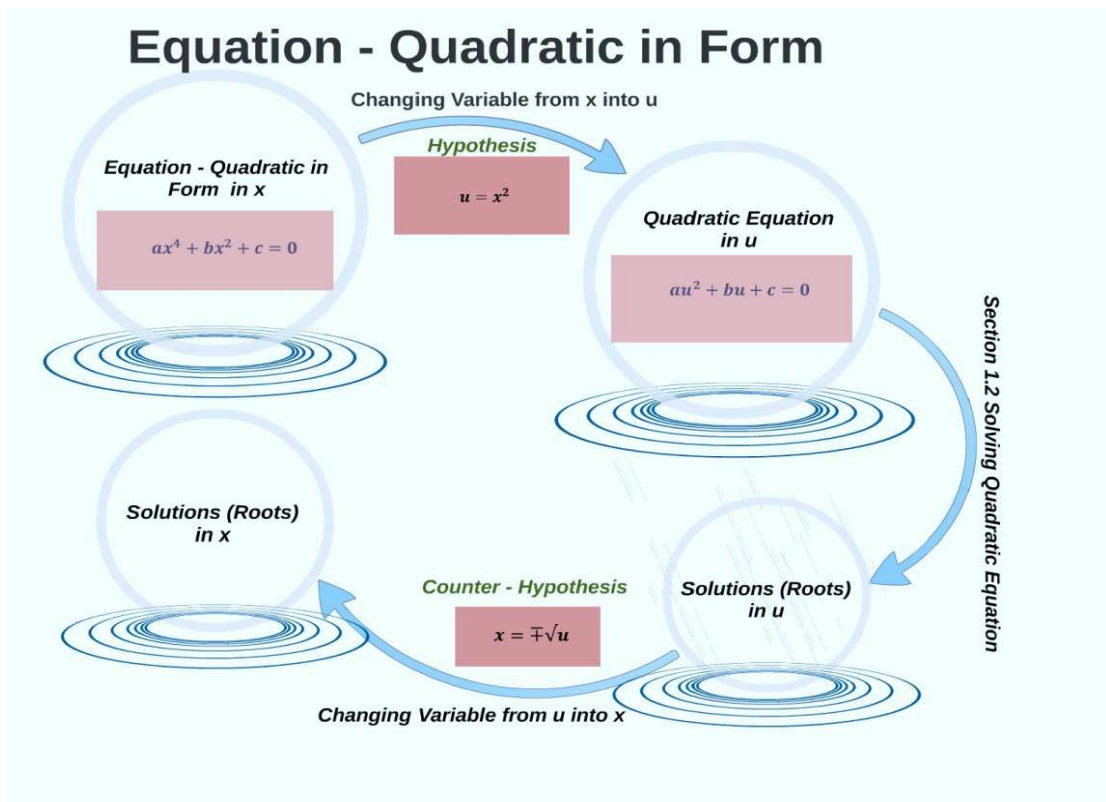 Equation - Quadratic in Form
Changing Variable from x into u
Hypothesis
u = x²
Equation - Quadratic in
Form in x
ax⁴ + bx² + c = 0
Quadratic Equation
in u
au² + bu + c = 0
Section 1.2 Solving Quadratic Equation
Solutions (Roots)
in u
Counter - Hypothesis
x = ∓√u
Changing Variable from u into x
Solutions (Roots)
in x